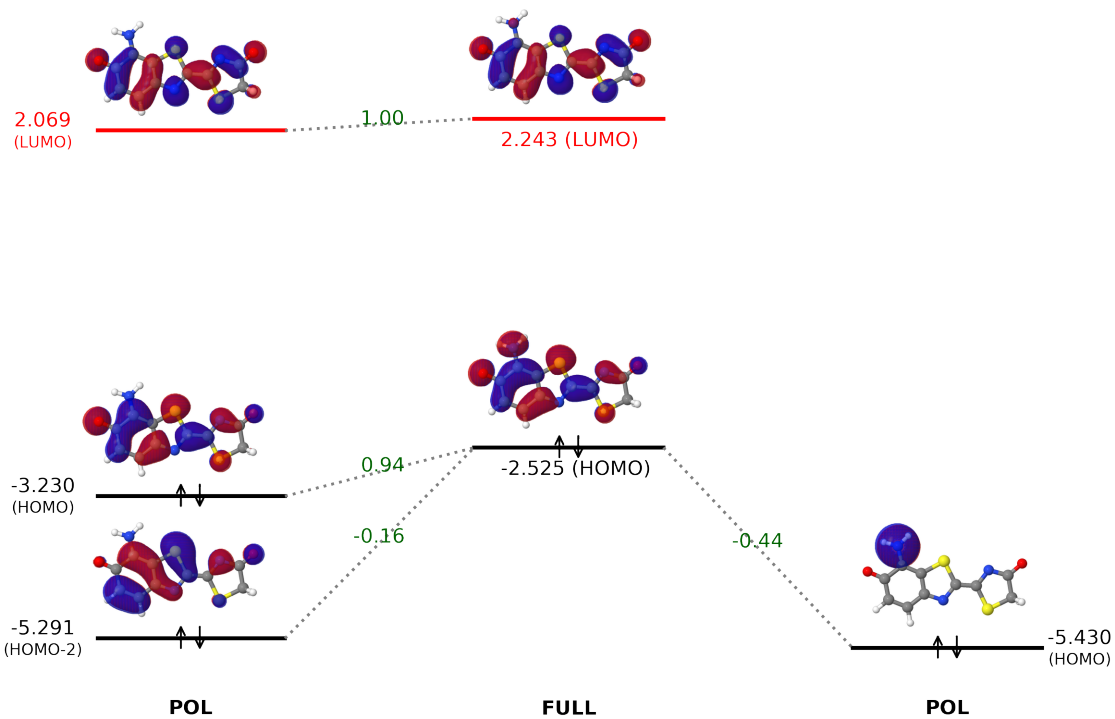 2.069
(LUMO)
1.00
2.243 (LUMO)
-3.230
(HOMO)
0.94
-2.525 (HOMO)
-0.16
-0.44
-5.291
(HOMO-2)
-5.430
(HOMO)
POL
FULL
POL